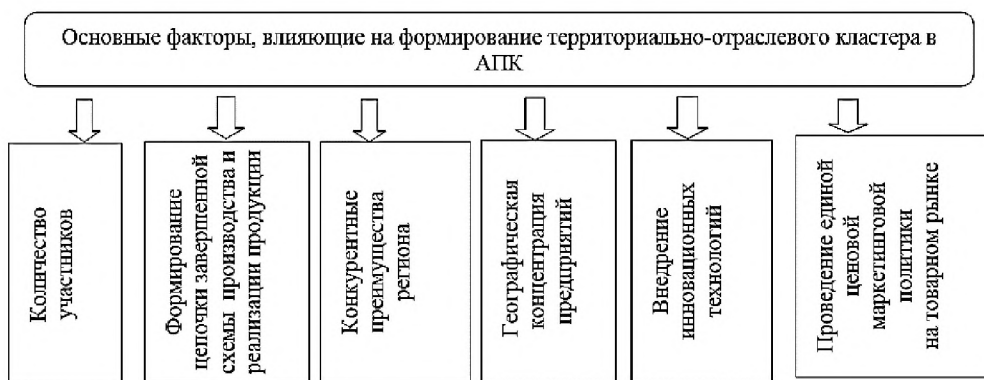 Основные факторы, влияющие на формирование территориально-отраслевого кластера в
АПК
Количество
участников
Формирование
цепочки завершенной
схемы производства и
реализации продукции
Конкурентные
преимущества
региона
Географическая
концентрация
предприятий
Внедрение
инновационных
технологий
Проведение единой
ценовой
маркетинговой
политики
на товарном рынке